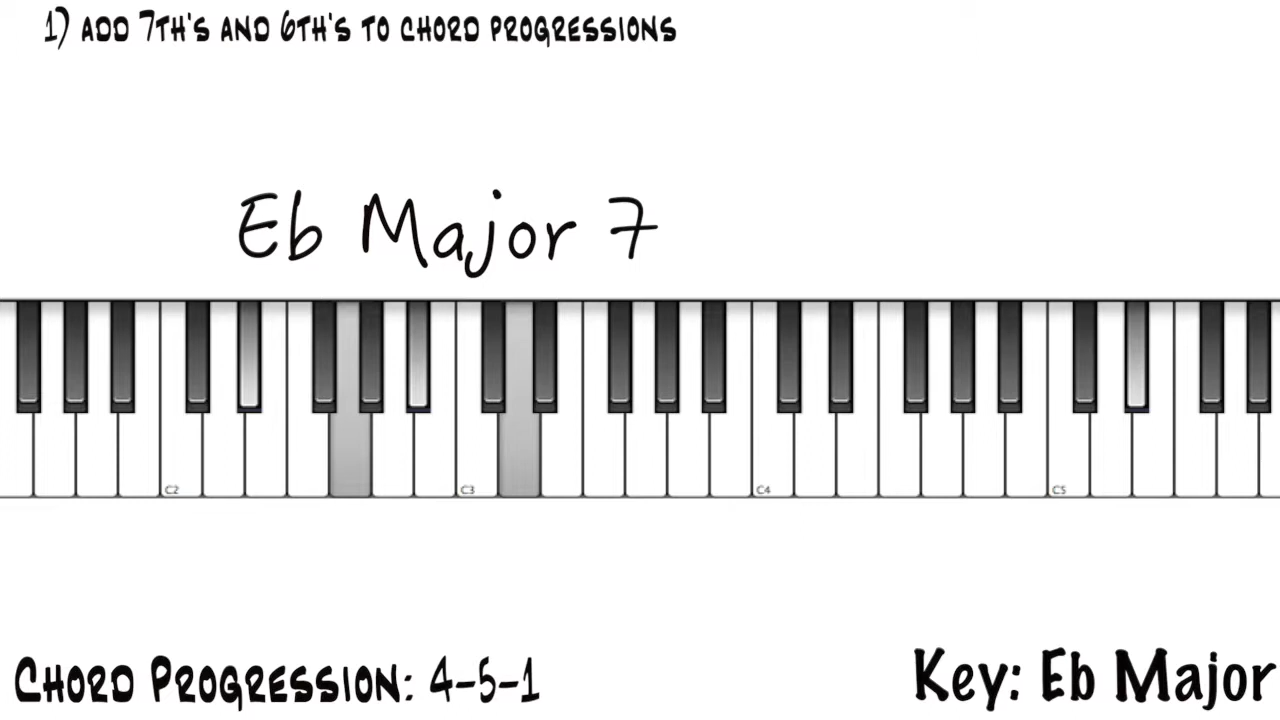 1) ADD 7TH'S AND 6TH'S TO CHORD PROGRESSIONS
Eb Major 7
C2 C3 C4 C5
CHORD PROGRESSION: 4-5-1
Key: Eb Major